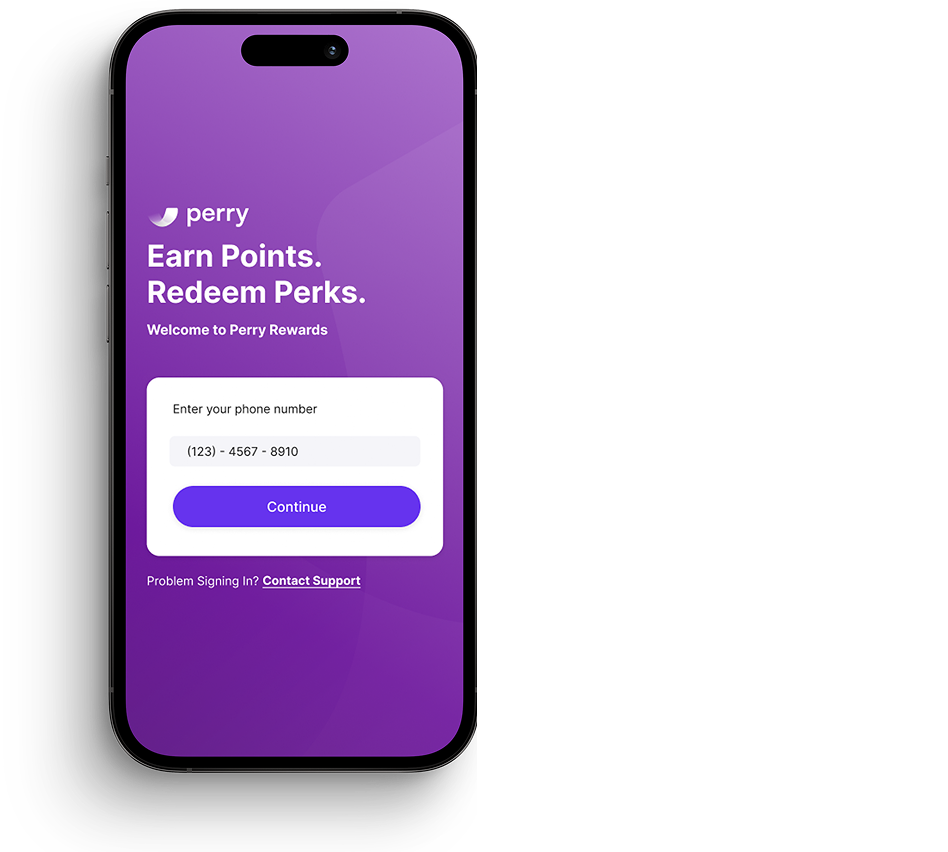 perry
Earn Points.
Redeem Perks.
Welcome to Perry Rewards
Enter your phone number
(123) - 4567 - 8910
Continue
Problem Signing In? Contact Support